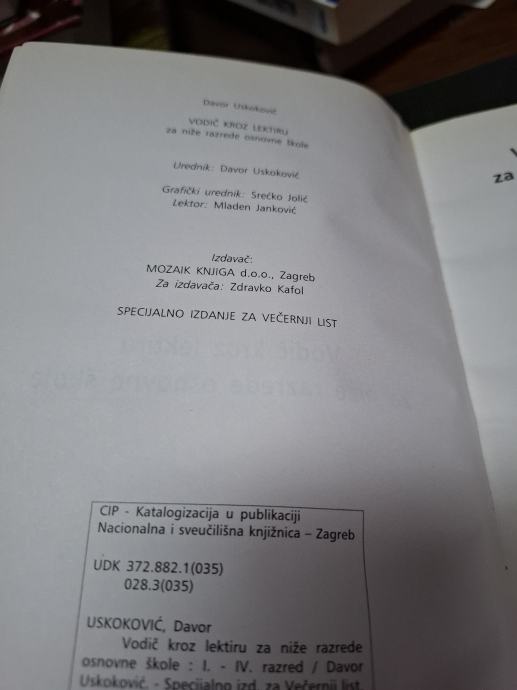 Davor Uskoković
VODIČ KROZ LEKTIRU
za niže razrede osnovne škole
Urednik: Davor Uskoković
Grafički urednik: Srećko Jolić
Lektor: Mladen Janković
Izdavač:
MOZAIK KNJIGA d.o.o., Zagreb
Za izdavača: Zdravko Kafol
SPECIJALNO IZDANJE ZA VEČERNJI LIST
CIP - Katalogizacija u publikaciji
Nacionalna i sveučilišna knjižnica – Zagreb
UDK 372.882.1(035)
028.3(035)
USKOKOVIĆ, Davor
Vodič kroz lektiru za niže razrede
osnovne škole : I. - IV. razred / Davor
Uskoković. - Specijalno izd. za Večernji list.
za